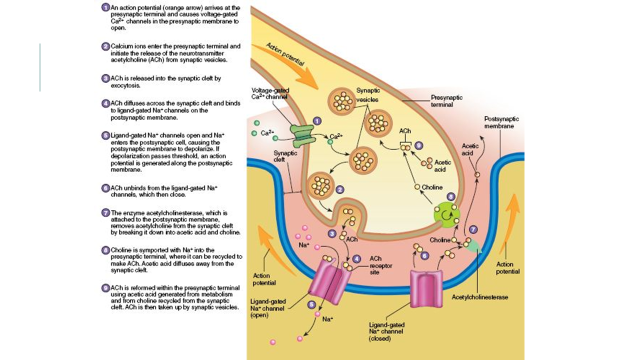 1 An action potential (orange arrow) arrives at the
presynaptic terminal and causes voltage-gated
Ca²⁺ channels in the presynaptic membrane to
open.
2 Calcium ions enter the presynaptic terminal and
initiate the release of the neurotransmitter
acetylcholine (ACh) from synaptic vesicles.
3 ACh is released into the synaptic cleft by
exocytosis.
4 ACh diffuses across the synaptic cleft and binds
to ligand-gated Na⁺ channels on the
postsynaptic membrane.
5 Ligand-gated Na⁺ channels open and Na⁺
enters the postsynaptic cell, causing the
postsynaptic membrane to depolarize. If
depolarization passes threshold, an action
potential is generated along the postsynaptic
membrane.
6 ACh unbinds from the ligand-gated Na⁺
channels, which then close.
7 The enzyme acetylcholinesterase, which is
attached to the postsynaptic membrane,
removes acetylcholine from the synaptic cleft
by breaking it down into acetic acid and choline.
8 Choline is symported with Na⁺ into the
presynaptic terminal, where it can be recycled to
make ACh. Acetic acid diffuses away from the
synaptic cleft.
9 ACh is reformed within the presynaptic terminal
using acetic acid generated from metabolism
and from choline recycled from the synaptic
cleft. ACh is then taken up by synaptic vesicles.
Action potential
Voltage-gated
Ca²⁺ channel
Synaptic
vesicles
Presynaptic
terminal
Postsynaptic
membrane
1
Ca²⁺
Ca²⁺
ACh
9
Acetic
acid
Acetic
acid
Synaptic
cleft
2
Choline
8
3
ACh
Na⁺
4
ACh
receptor
site
6
Choline
7
Action
potential
Action
potential
Acetylcholinesterase
Ligand-gated
Na⁺ channel
(open)
5
Na⁺
Ligand-gated
Na⁺ channel
(closed)